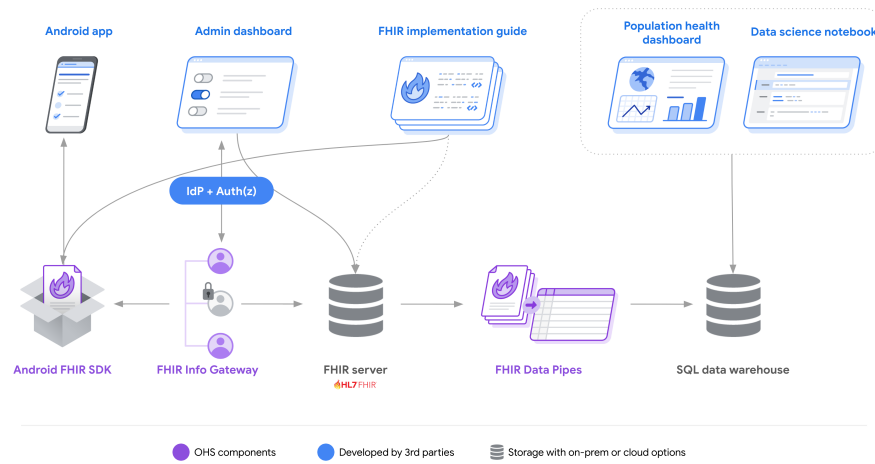 Android app
Admin dashboard
FHIR implementation guide
Population health
dashboard
Data science notebook
IdP + Auth(z)
Android FHIR SDK
FHIR Info Gateway
FHIR server
HL7 FHIR
FHIR Data Pipes
SQL data warehouse
OHS components
Developed by 3rd parties
Storage with on-prem or cloud options